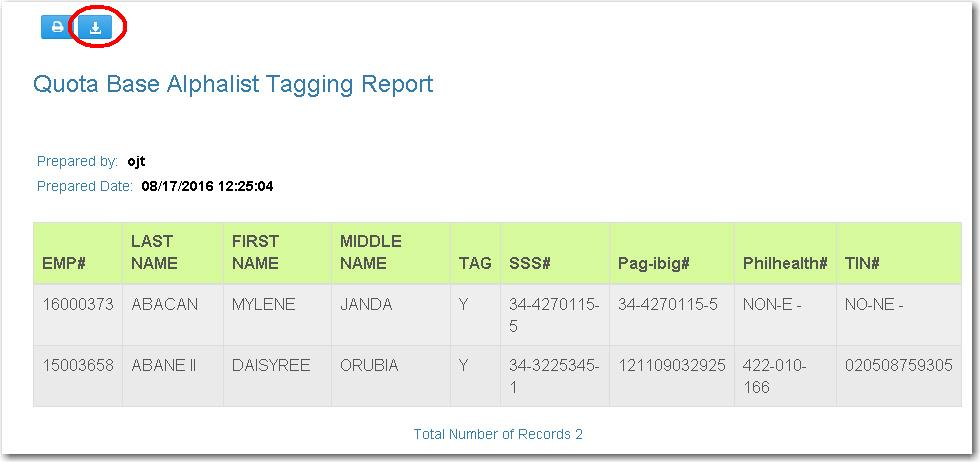 Quota Base Alphalist Tagging Report
Prepared by: ojt
Prepared Date: 08/17/2016 12:25:04
EMP# LAST NAME FIRST NAME MIDDLE NAME TAG SSS# Pag-ibig# Philhealth# TIN#
16000373 ABACAN MYLENE JANDA Y 34-4270115-5 34-4270115-5 NON-E - NO-NE -
15003658 ABANE II DAISYREE ORUBIA Y 34-3225345-1 121109032925 422-010-166 020508759305
Total Number of Records 2